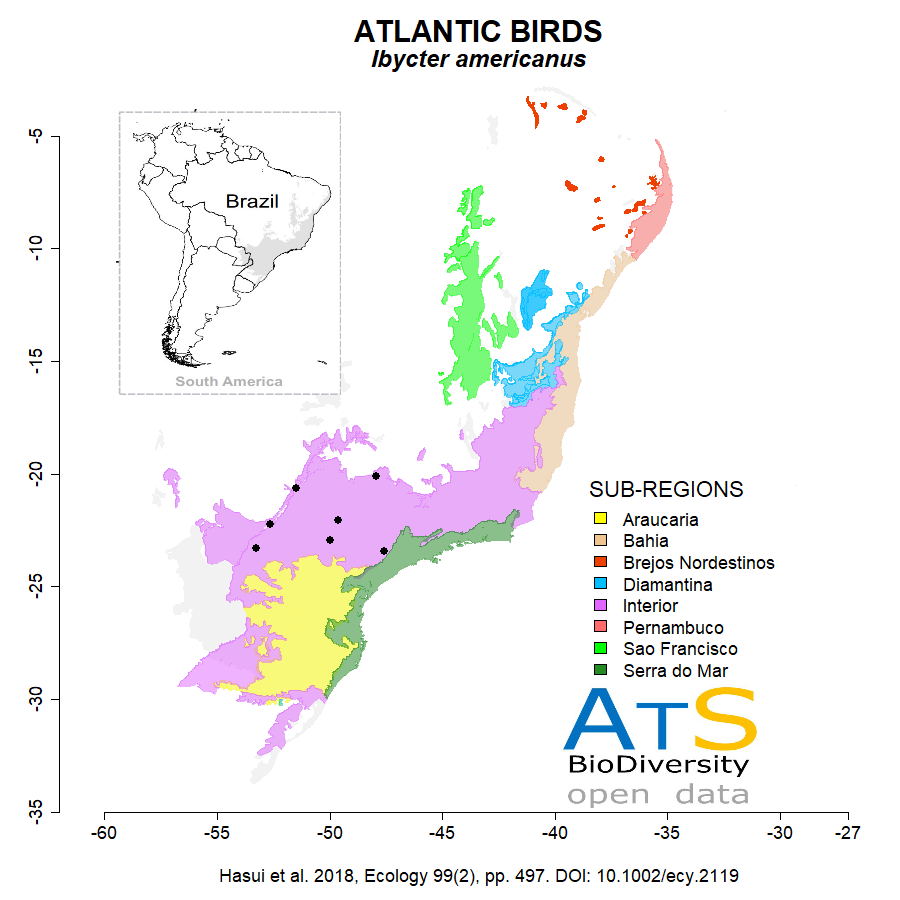 ATLANTIC BIRDS
Ibycter americanus
Brazil
South America
-5
-10
-15
-20
-25
-30
-35
SUB-REGIONS
Araucaria
Bahia
Brejos Nordestinos
Diamantina
Interior
Pernambuco
Sao Francisco
Serra do Mar
ATS
BioDiversity
open data
-60
-55
-50
-45
-40
-35
-30
-27
Hasui et al. 2018, Ecology 99(2), pp. 497. DOI: 10.1002/ecy.2119